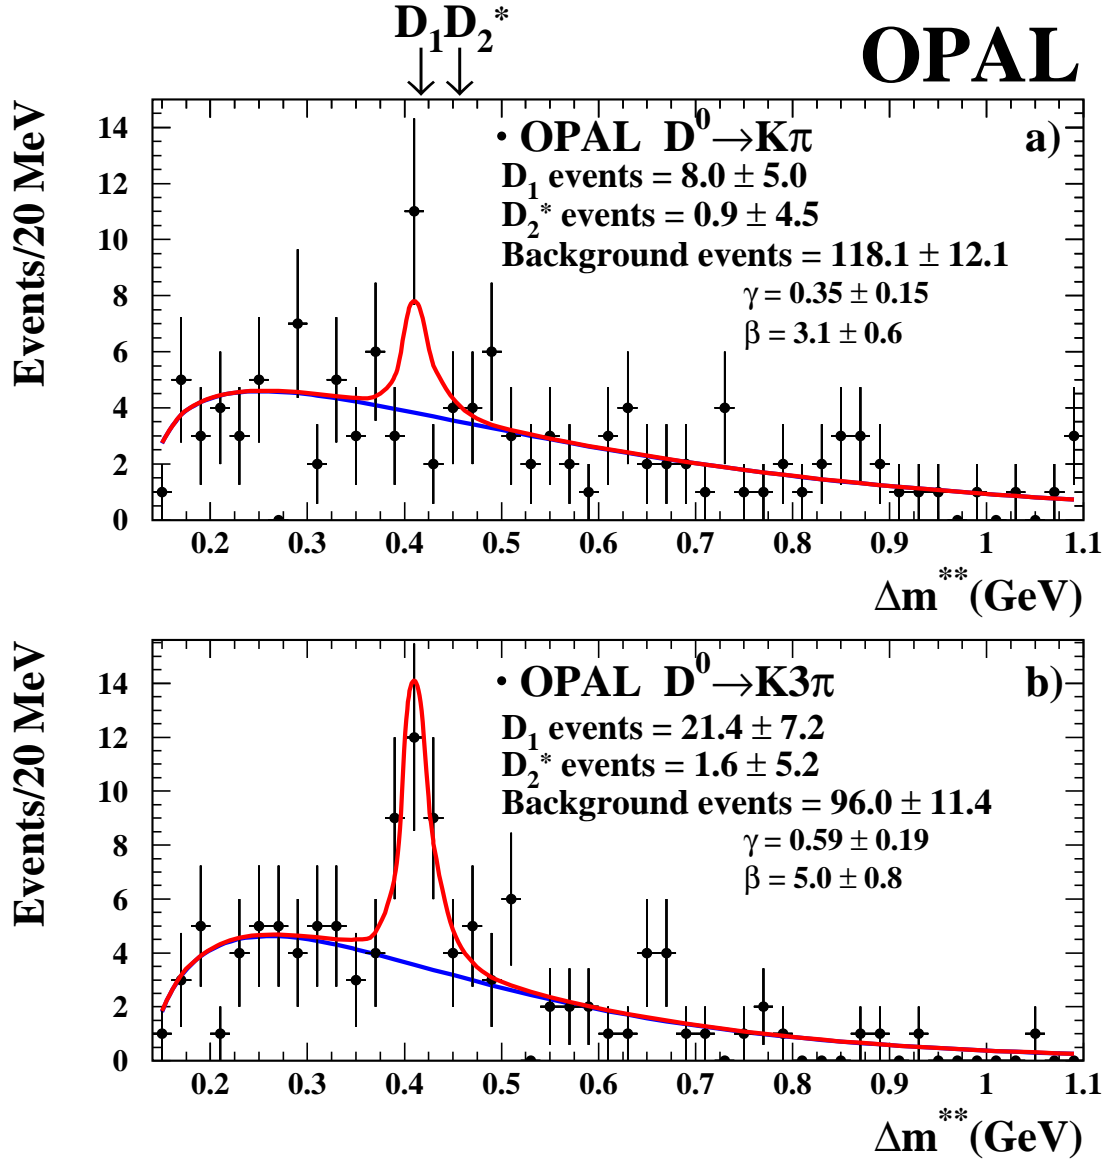 D₁ D₂*
OPAL
Events/20 MeV
14
12
10
8
6
4
2
0
• OPAL D⁰→Kπ
a)
D₁ events = 8.0 ± 5.0
D₂* events = 0.9 ± 4.5
Background events = 118.1 ± 12.1
γ = 0.35 ± 0.15
β = 3.1 ± 0.6
0.2 0.3 0.4 0.5 0.6 0.7 0.8 0.9 1 1.1
Δm**(GeV)
Events/20 MeV
14
12
10
8
6
4
2
0
• OPAL D⁰→K3π
b)
D₁ events = 21.4 ± 7.2
D₂* events = 1.6 ± 5.2
Background events = 96.0 ± 11.4
γ = 0.59 ± 0.19
β = 5.0 ± 0.8
0.2 0.3 0.4 0.5 0.6 0.7 0.8 0.9 1 1.1
Δm**(GeV)